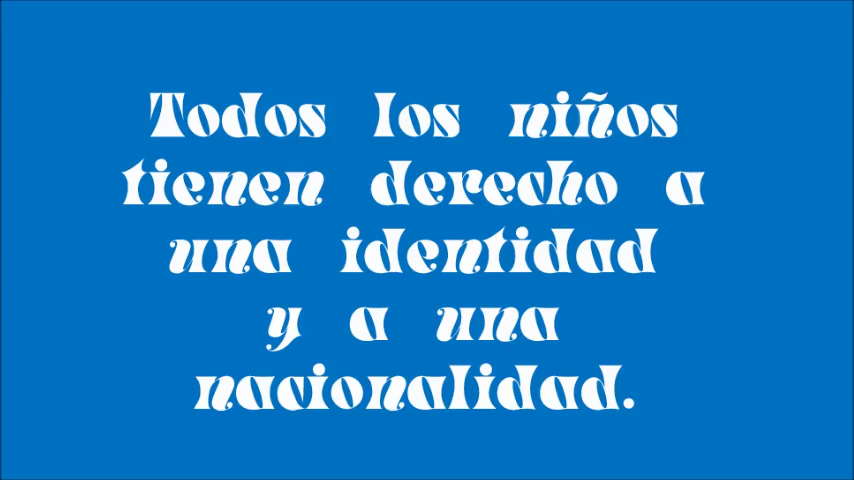 Todos los niños
tienen derecho a
una identidad
y a una
nacionalidad.